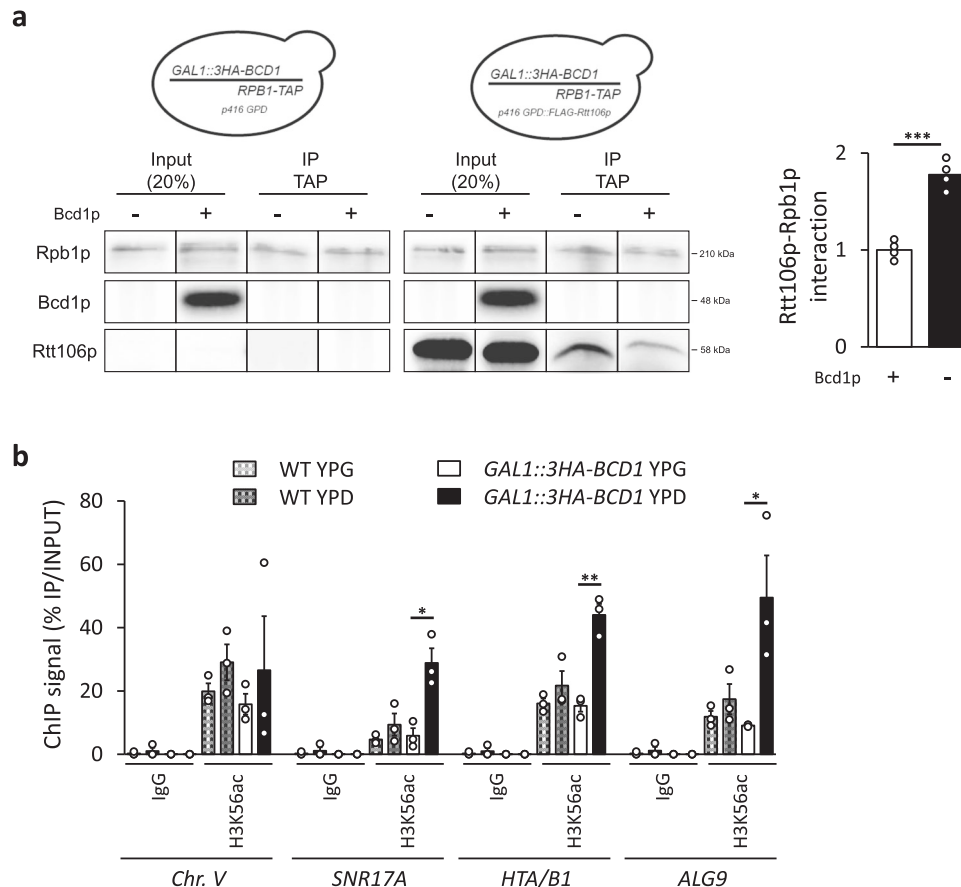 a
GAL1::3HA-BCD1
RPB1-TAP
p416 GPD
GAL1::3HA-BCD1
RPB1-TAP
p416 GPD::FLAG-Rtt106p
Input
(20%)
IP
TAP
Input
(20%)
IP
TAP
Bcd1p - + - + - + - +
Rpb1p
210 kDa
Bcd1p
48 kDa
Rtt106p
58 kDa
Rtt106p-Rpb1p
interaction
2
1
0
***
Bcd1p + -
b
WT YPG
WT YPD
GAL1::3HA-BCD1 YPG
GAL1::3HA-BCD1 YPD
ChIP signal (% IP/INPUT)
80
60
40
20
0
*
**
*
IgG H3K56ac IgG H3K56ac IgG H3K56ac IgG H3K56ac
Chr. V SNR17A HTA/B1 ALG9